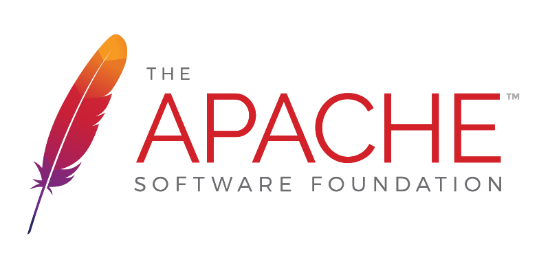 THE
APACHE™
SOFTWARE FOUNDATION